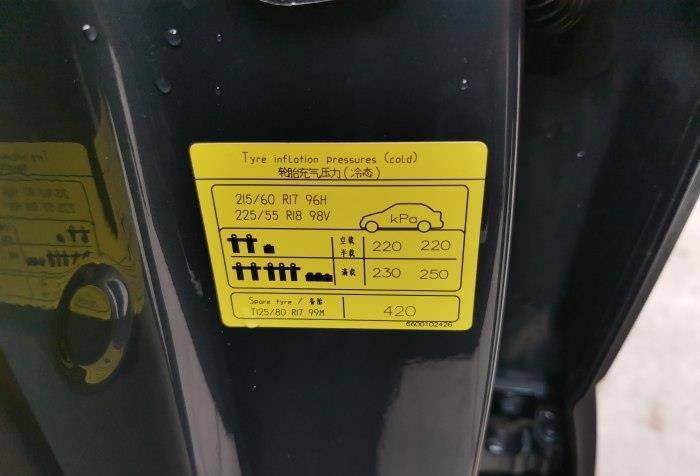 Tyre inflation pressures (cold)
轮胎充气压力(冷态)
215/60 R17 96H
225/55 R18 98V
kPa
空载
半载
220 220
满载
230 250
Spare tyre / 备胎
T125/80 R17 99M
420
6600102426